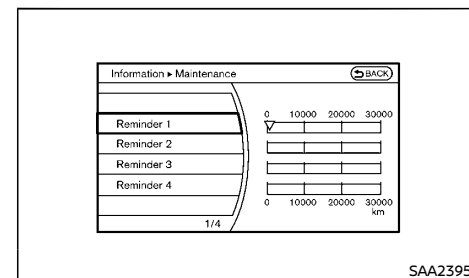 Information ▸ Maintenance
BACK
0 10000 20000 30000
Reminder 1
Reminder 2
Reminder 3
Reminder 4
0 10000 20000 30000
km
1/4
SAA2395